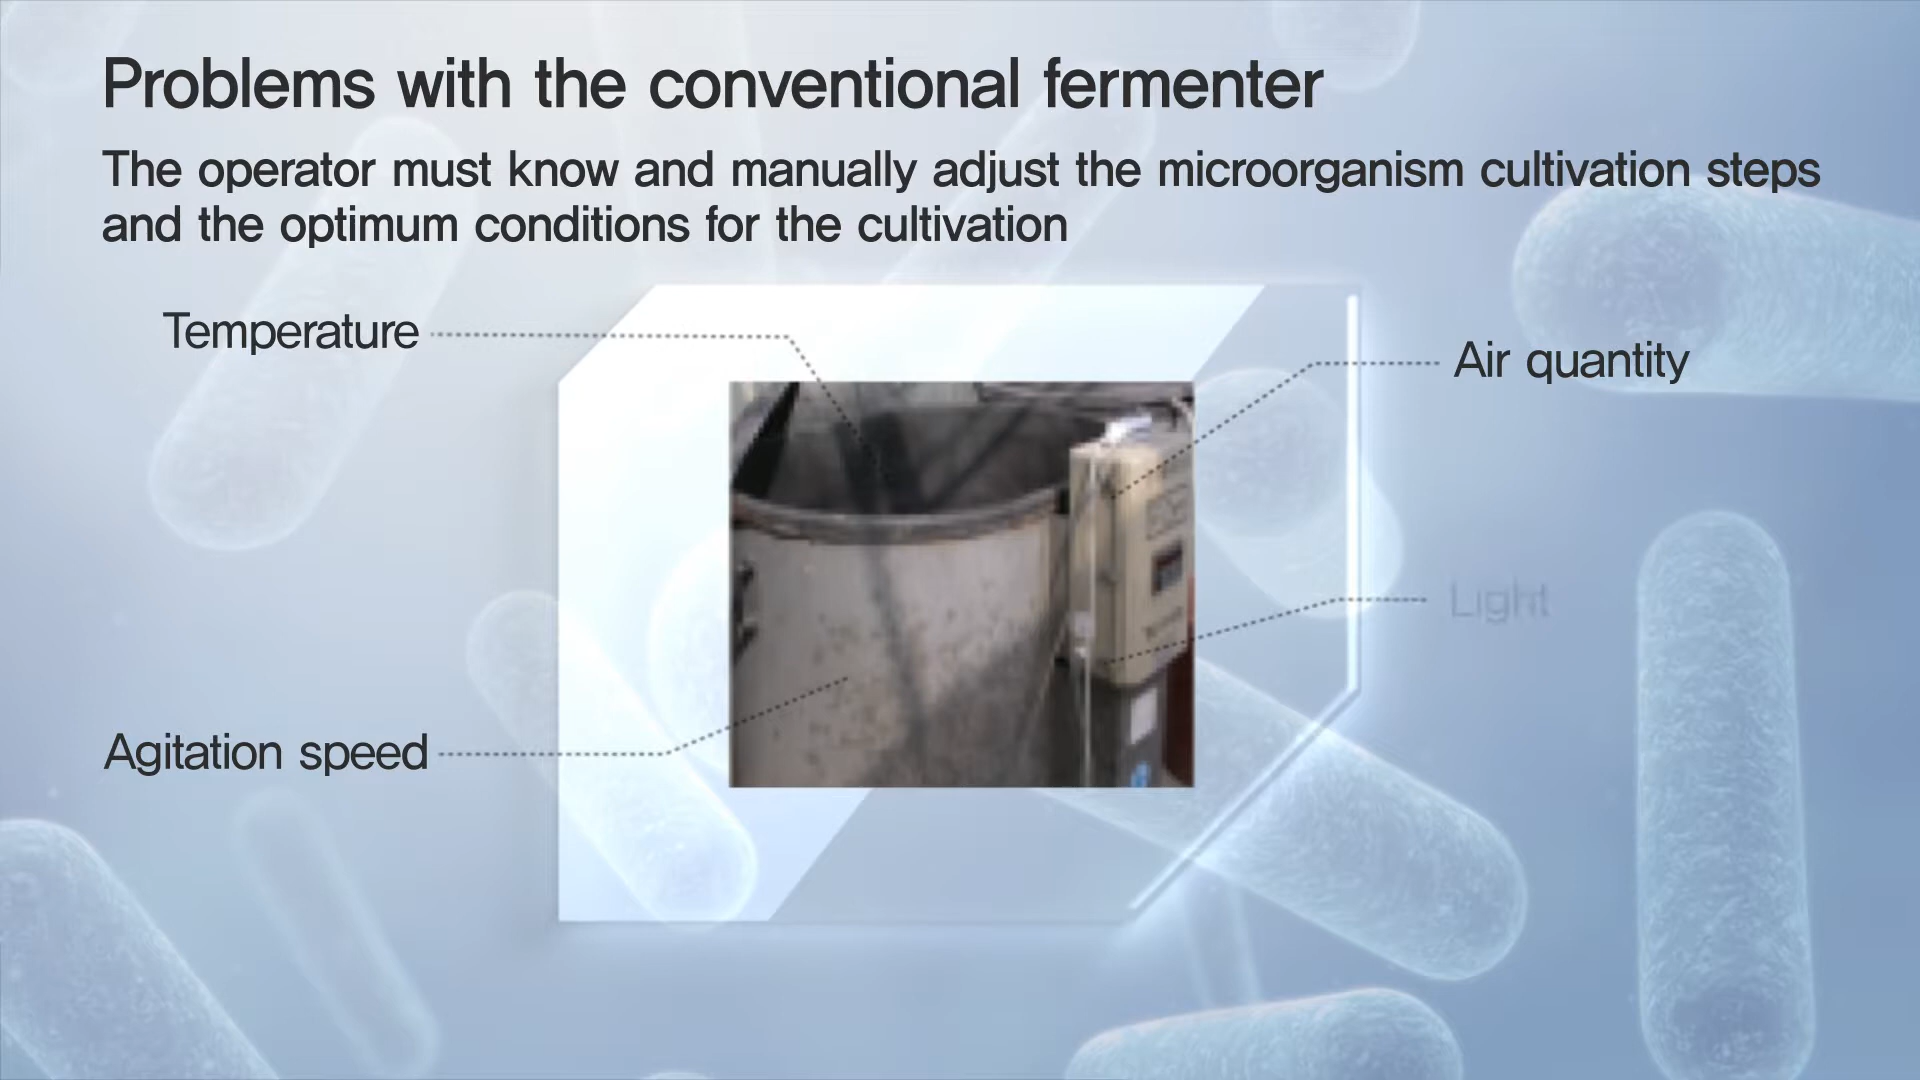 Problems with the conventional fermenter
The operator must know and manually adjust the microorganism cultivation steps
and the optimum conditions for the cultivation
Temperature
Air quantity
Light
Agitation speed